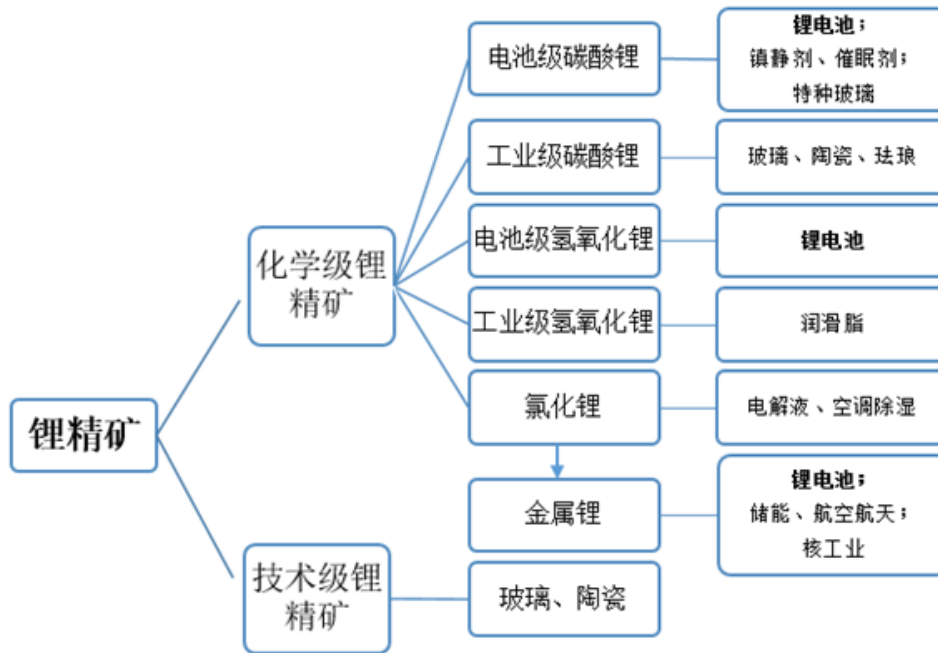 电池级碳酸锂
锂电池；
镇静剂、催眠剂；
特种玻璃
工业级碳酸锂
玻璃、陶瓷、珐琅
化学级锂
精矿
电池级氢氧化锂
锂电池
工业级氢氧化锂
润滑脂
锂精矿
氯化锂
电解液、空调除湿
金属锂
锂电池；
储能、航空航天；
核工业
技术级锂
精矿
玻璃、陶瓷